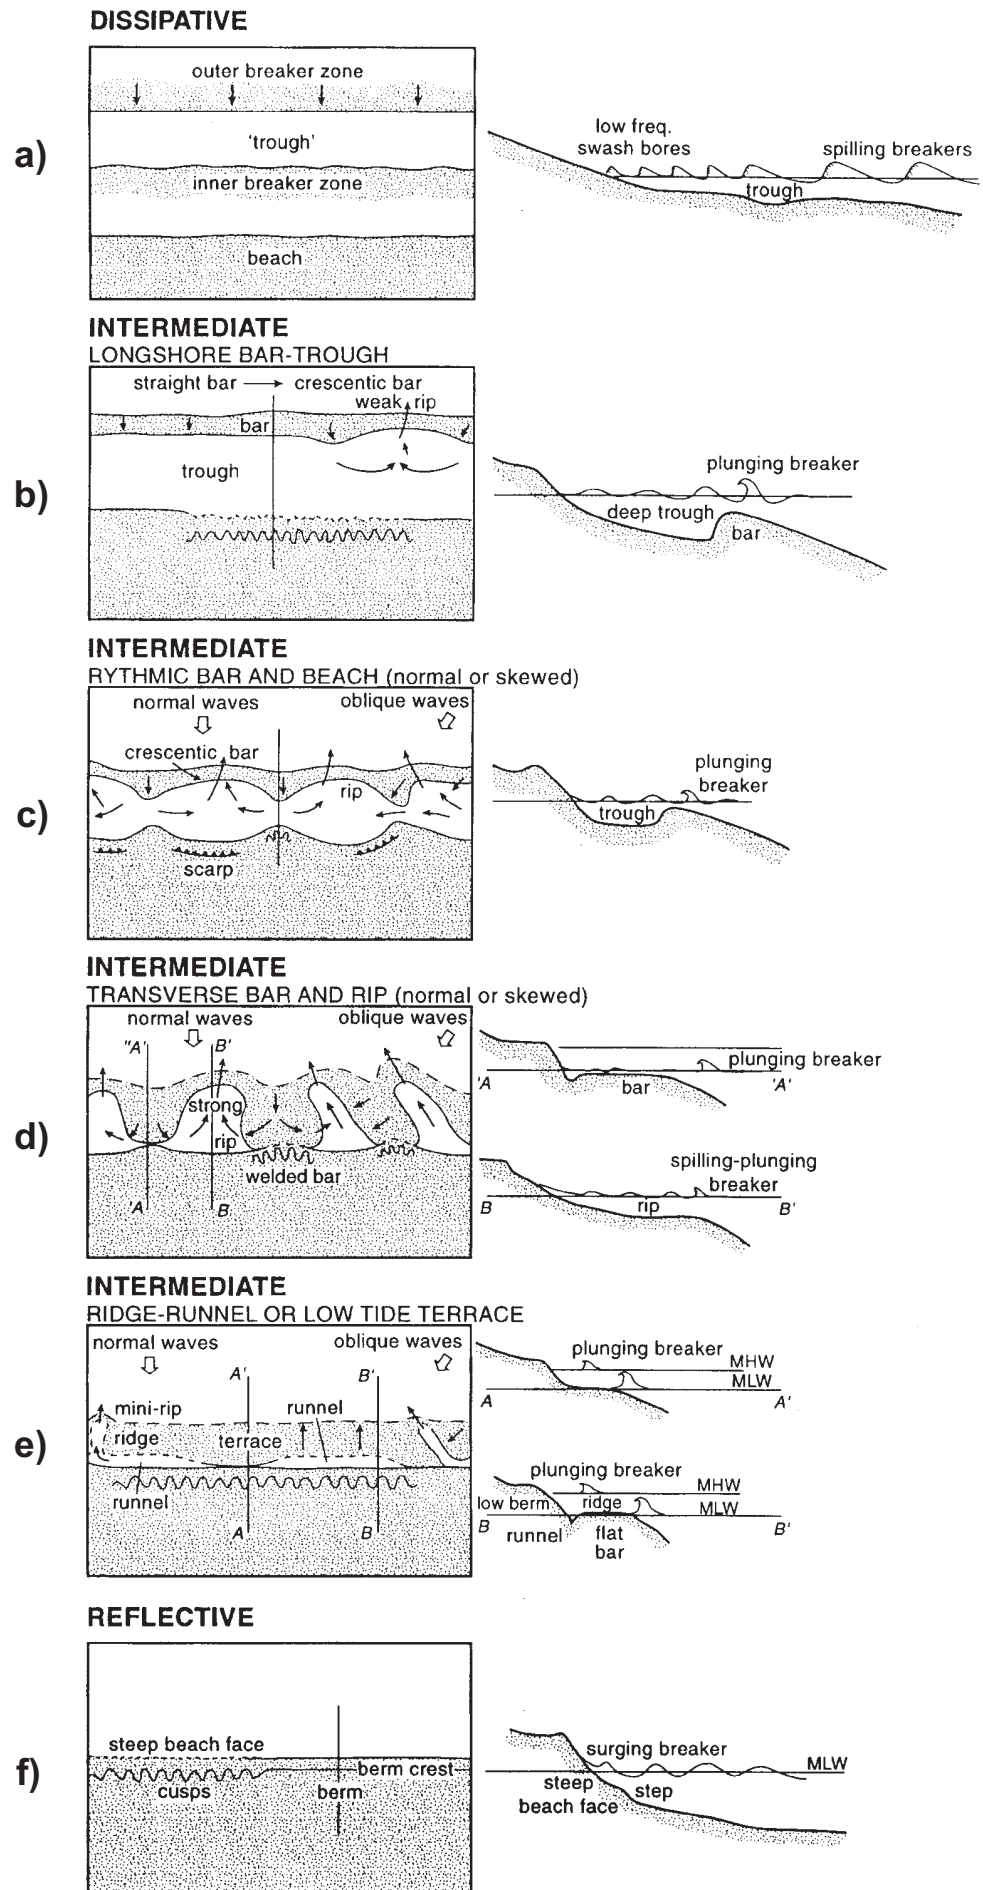 DISSIPATIVE
a)
outer breaker zone
'trough'
inner breaker zone
beach
low freq.
swash bores
spilling breakers
trough
INTERMEDIATE
LONGSHORE BAR-TROUGH
b)
straight bar
crescentic bar
weak rip
bar
trough
plunging breaker
deep trough
bar
INTERMEDIATE
RYTHMIC BAR AND BEACH (normal or skewed)
c)
normal waves
oblique waves
crescentic bar
rip
scarp
plunging
breaker
trough
INTERMEDIATE
TRANSVERSE BAR AND RIP (normal or skewed)
d)
normal waves
oblique waves
"A'
B'
strong
rip
welded bar
'A
B
plunging breaker
'A
bar
'A'
spilling-plunging
breaker
B
rip
B'
INTERMEDIATE
RIDGE-RUNNEL OR LOW TIDE TERRACE
e)
normal waves
oblique waves
A'
B'
mini-rip
runnel
ridge
terrace
runnel
A
B
plunging breaker
MHW
MLW
A
A'
plunging breaker
MHW
low berm
ridge
MLW
B
runnel
flat
bar
B'
REFLECTIVE
f)
steep beach face
berm crest
cusps
berm
surging breaker
MLW
steep
beach face
step